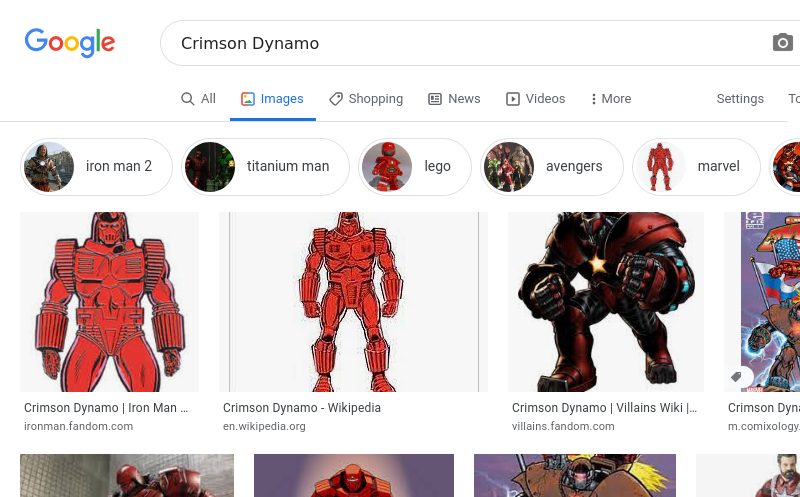 Google
Crimson Dynamo
All
Images
Shopping
News
Videos
More
Settings
To
iron man 2
titanium man
lego
avengers
marvel
Crimson Dynamo | Iron Man ...
ironman.fandom.com
Crimson Dynamo - Wikipedia
en.wikipedia.org
Crimson Dynamo | Villains Wiki |...
villains.fandom.com
Crimson Dyna
m.comixology.